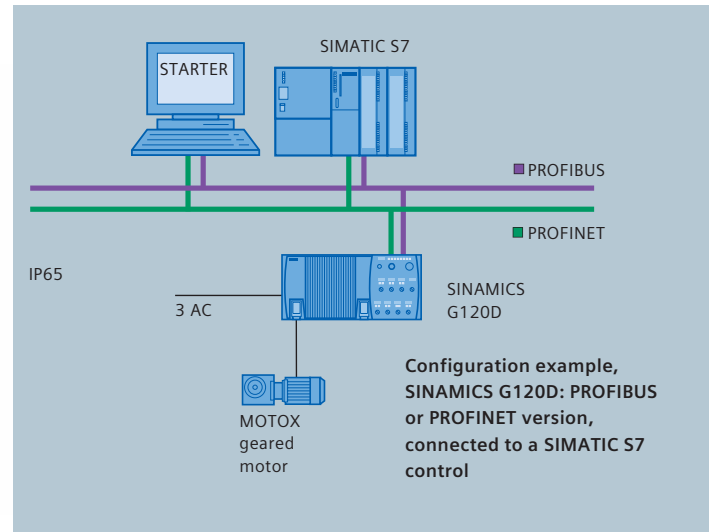 SIMATIC S7
STARTER
PROFIBUS
PROFINET
IP65
3 AC
SINAMICS
G120D
MOTOX
geared
motor
Configuration example,
SINAMICS G120D: PROFIBUS
or PROFINET version,
connected to a SIMATIC S7
control